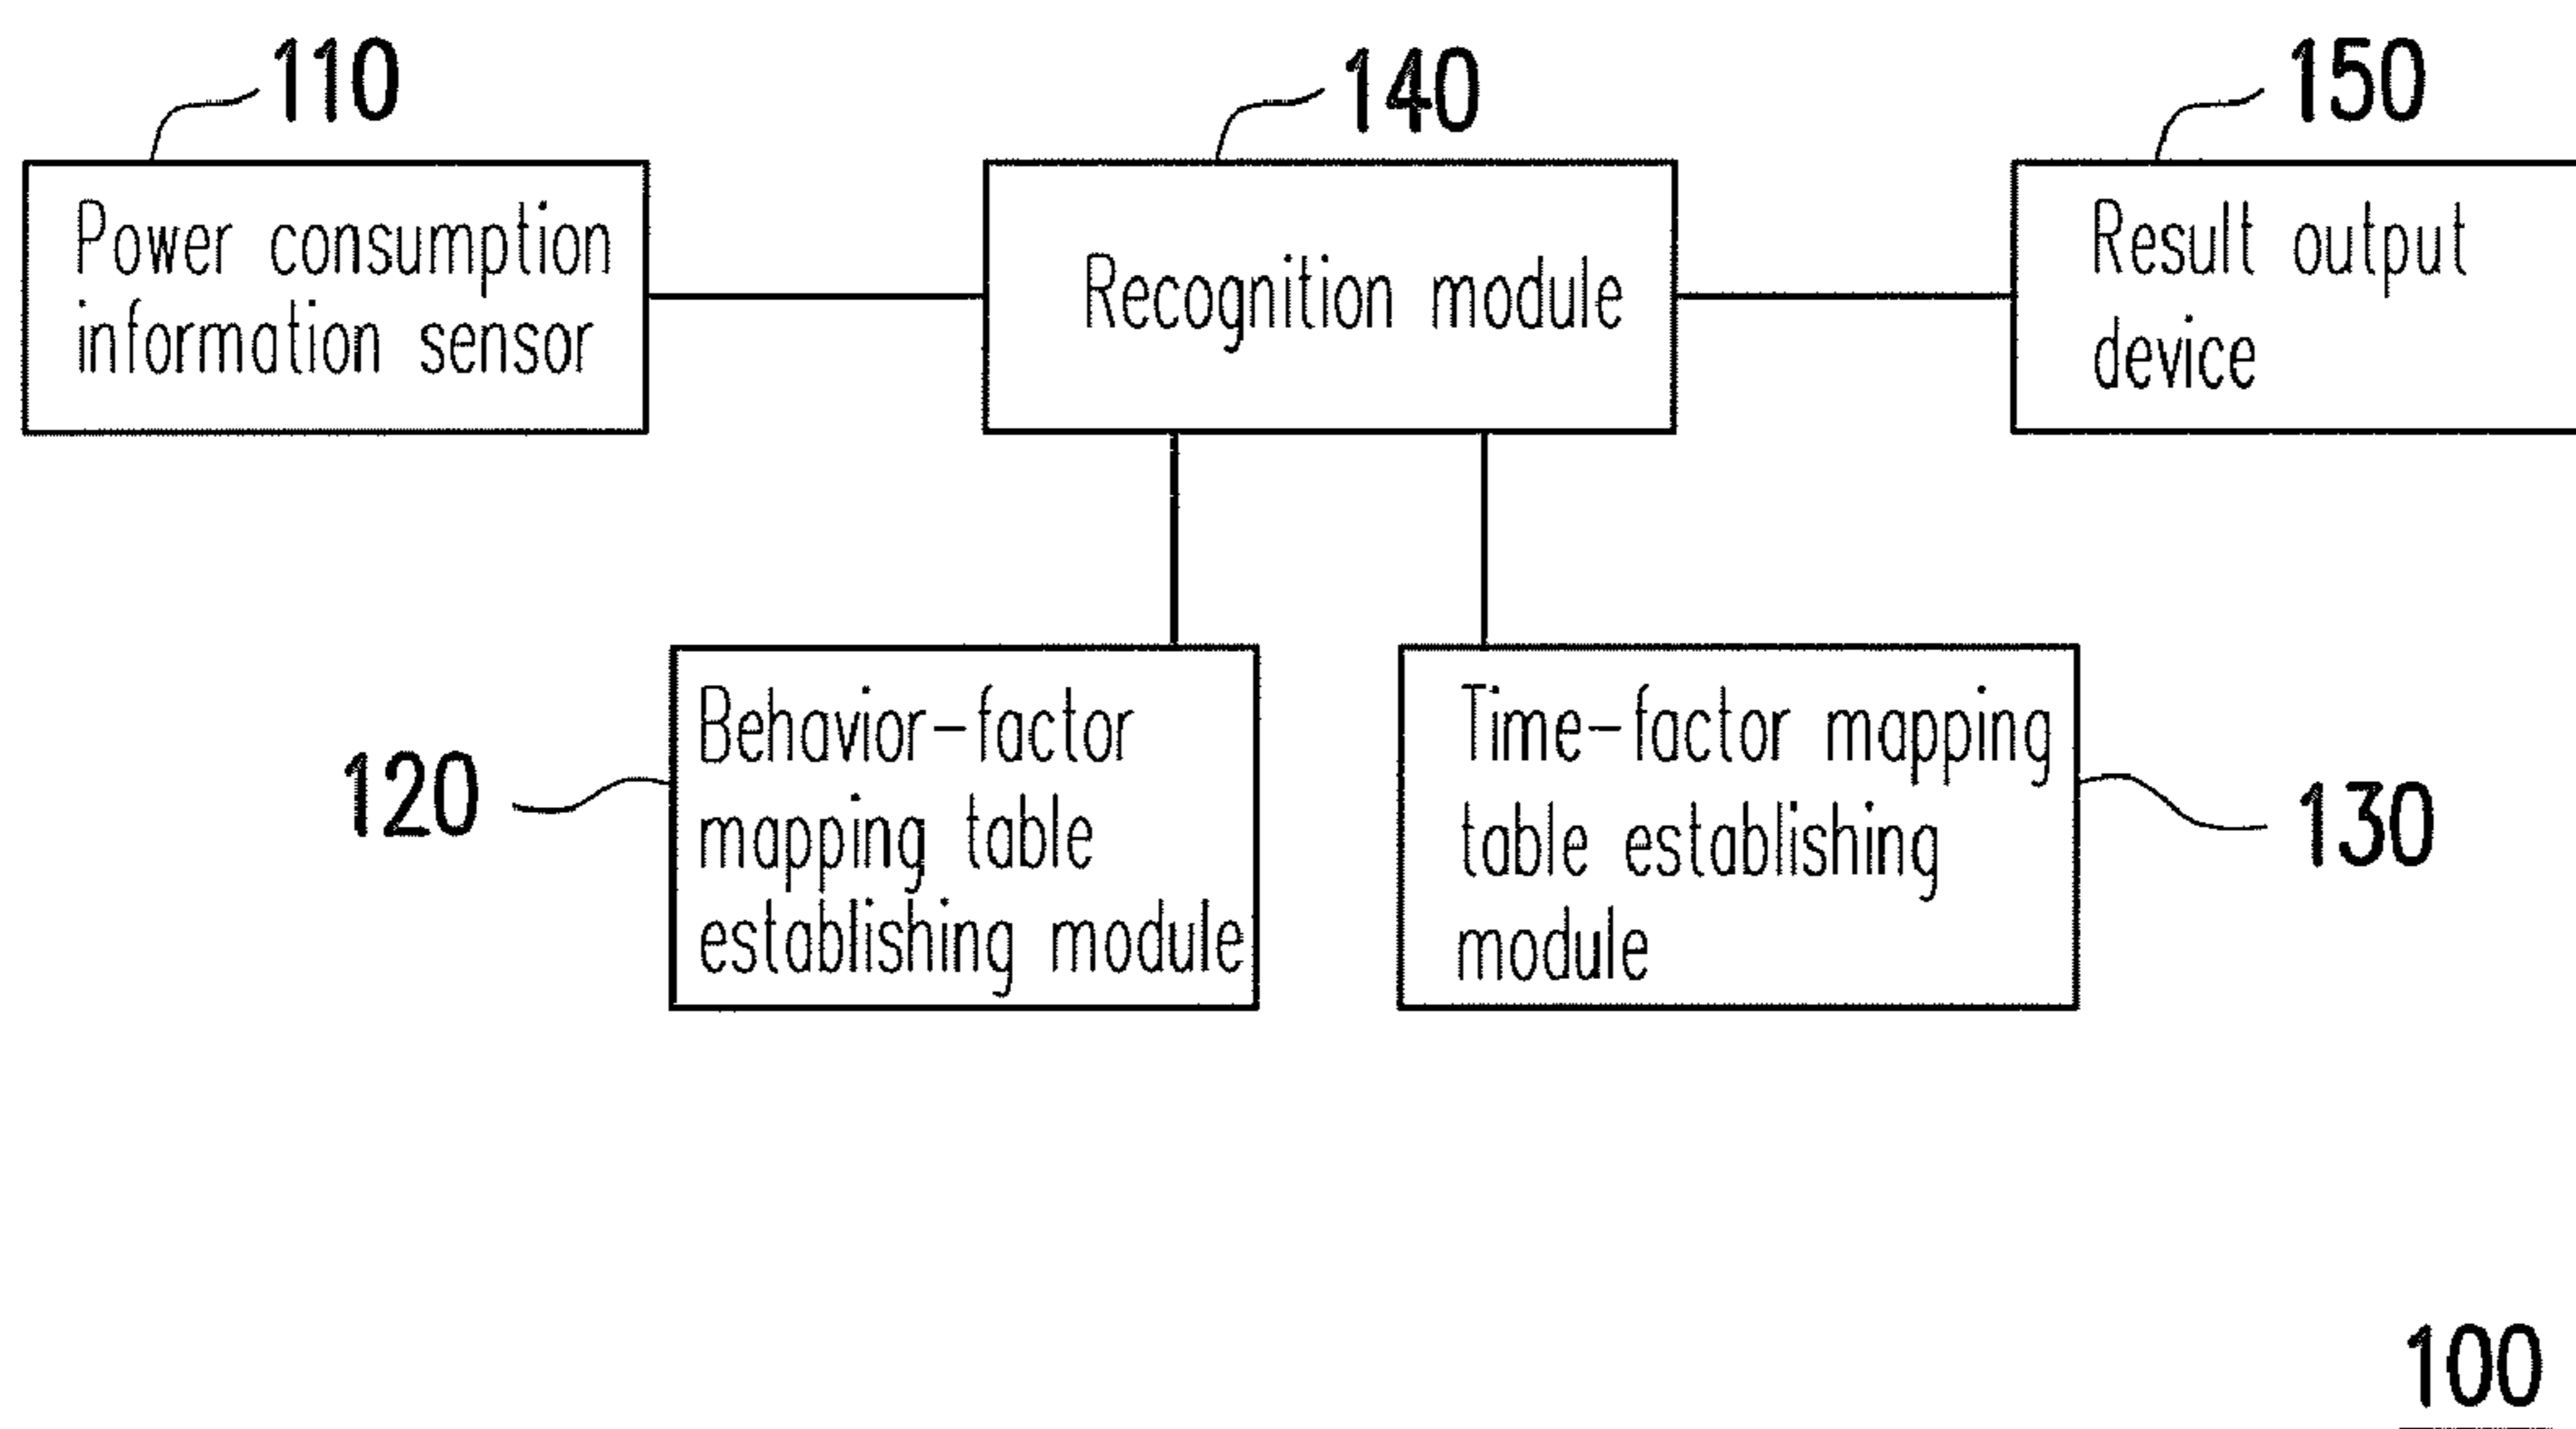 110
140
150
Power consumption
information sensor
Recognition module
Result output
device
120
Behavior-factor
mapping table
establishing module
Time-factor mapping
table establishing
module
130
100